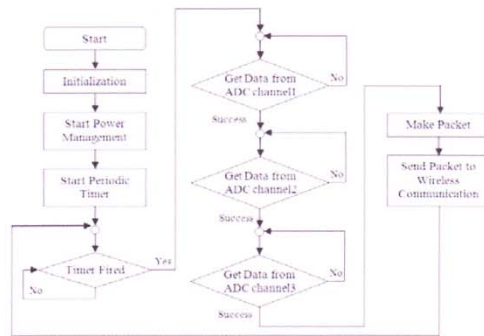 Start
Initialization
Start Power
Management
Start Periodic
Timer
Timer Fired
Yes
No
Get Data from
ADC channel1
No
Success
Get Data from
ADC channel2
No
Success
Get Data from
ADC channel3
No
Success
Make Packet
Send Packet to
Wireless
Communication